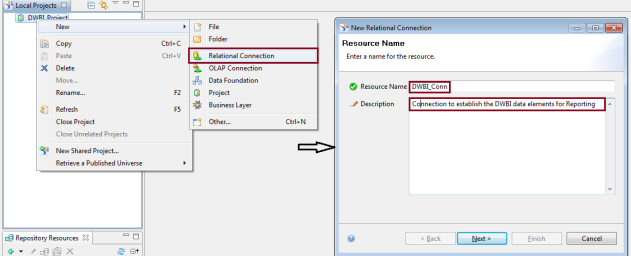 Local Projects
DWBI_Project
New
Copy Ctrl+C
Paste Ctrl+V
Delete
Move...
Rename... F2
Refresh F5
Close Project
Close Unrelated Projects
New Shared Project...
Retrieve a Published Universe
File
Folder
Relational Connection
OLAP Connection
Data Foundation
Project
Business Layer
Other... Ctrl+N
Repository Resources
New Relational Connection
Resource Name
Enter a name for the resource.
Resource Name DWBI_Conn
Description Connection to establish the DWBI data elements for Reporting
< Back Next > Finish Cancel